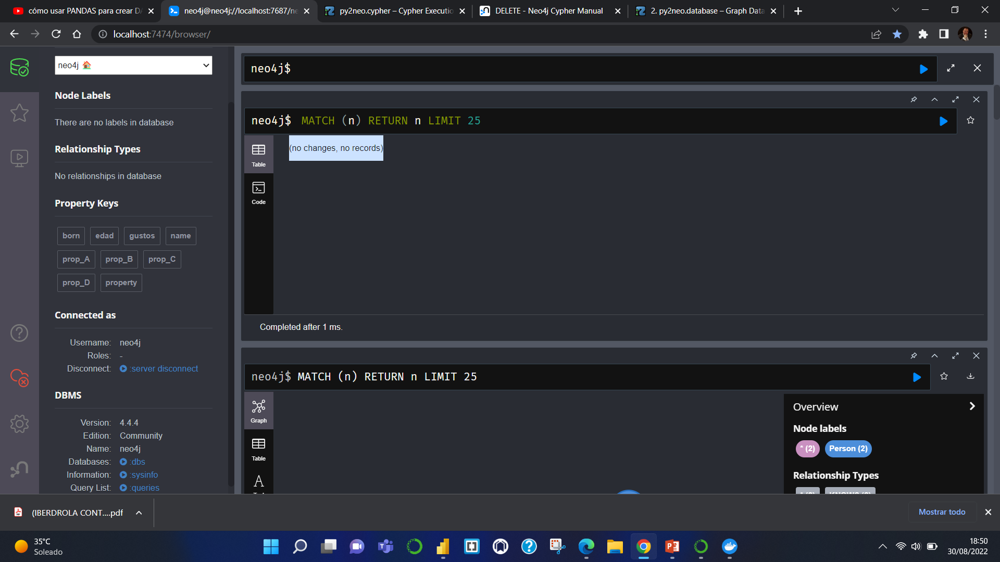 cómo usar PANDAS para crear DA
neo4j@neo4j://localhost:7687/ne
py2neo.cypher – Cypher Executio
DELETE - Neo4j Cypher Manual
2. py2neo.database – Graph Data
localhost:7474/browser/
neo4j
Node Labels
There are no labels in database
Relationship Types
No relationships in database
Property Keys
born edad gustos name
prop_A prop_B prop_C
prop_D property
Connected as
Username: neo4j
Roles: -
Disconnect: :server disconnect
DBMS
Version: 4.4.4
Edition: Community
Name: neo4j
Databases: :dbs
Information: :sysinfo
Query List: :queries
neo4j$
neo4j$ MATCH (n) RETURN n LIMIT 25
(no changes, no records)
Table
Code
Completed after 1 ms.
neo4j$ MATCH (n) RETURN n LIMIT 25
Graph
Table
A
Overview
Node labels
* (2) Person (2)
Relationship Types
(IBERDROLA CONT....pdf
Mostrar todo
35°C
Soleado
18:50
30/08/2022